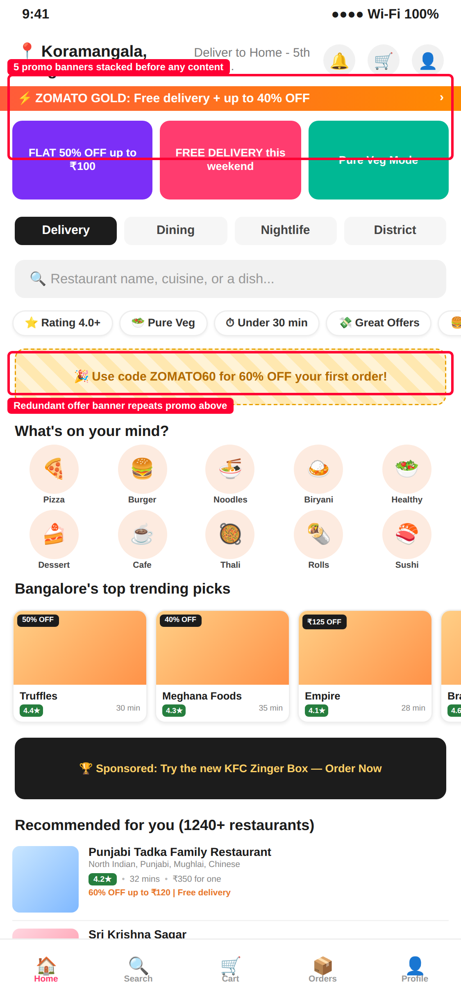 9:41
●●●● Wi-Fi 100%
📍 Koramangala,
Deliver to Home - 5th
5 promo banners stacked before any content
⚡ ZOMATO GOLD: Free delivery + up to 40% OFF ›
FLAT 50% OFF up to
₹100
FREE DELIVERY this
weekend
Pure Veg Mode
Delivery
Dining
Nightlife
District
🔍 Restaurant name, cuisine, or a dish...
⭐ Rating 4.0+
🥗 Pure Veg
⏱ Under 30 min
💸 Great Offers
🎉 Use code ZOMATO60 for 60% OFF your first order!
Redundant offer banner repeats promo above
What's on your mind?
Pizza
Burger
Noodles
Biryani
Healthy
Dessert
Cafe
Thali
Rolls
Sushi
Bangalore's top trending picks
50% OFF
40% OFF
₹125 OFF
Truffles
4.4★
30 min
Meghana Foods
4.3★
35 min
Empire
4.1★
28 min
4.6
🏆 Sponsored: Try the new KFC Zinger Box — Order Now
Recommended for you (1240+ restaurants)
Punjabi Tadka Family Restaurant
North Indian, Punjabi, Mughlai, Chinese
4.2★ • 32 mins • ₹350 for one
60% OFF up to ₹120 | Free delivery
Sri Krishna Sagar
Home
Search
Cart
Orders
Profile